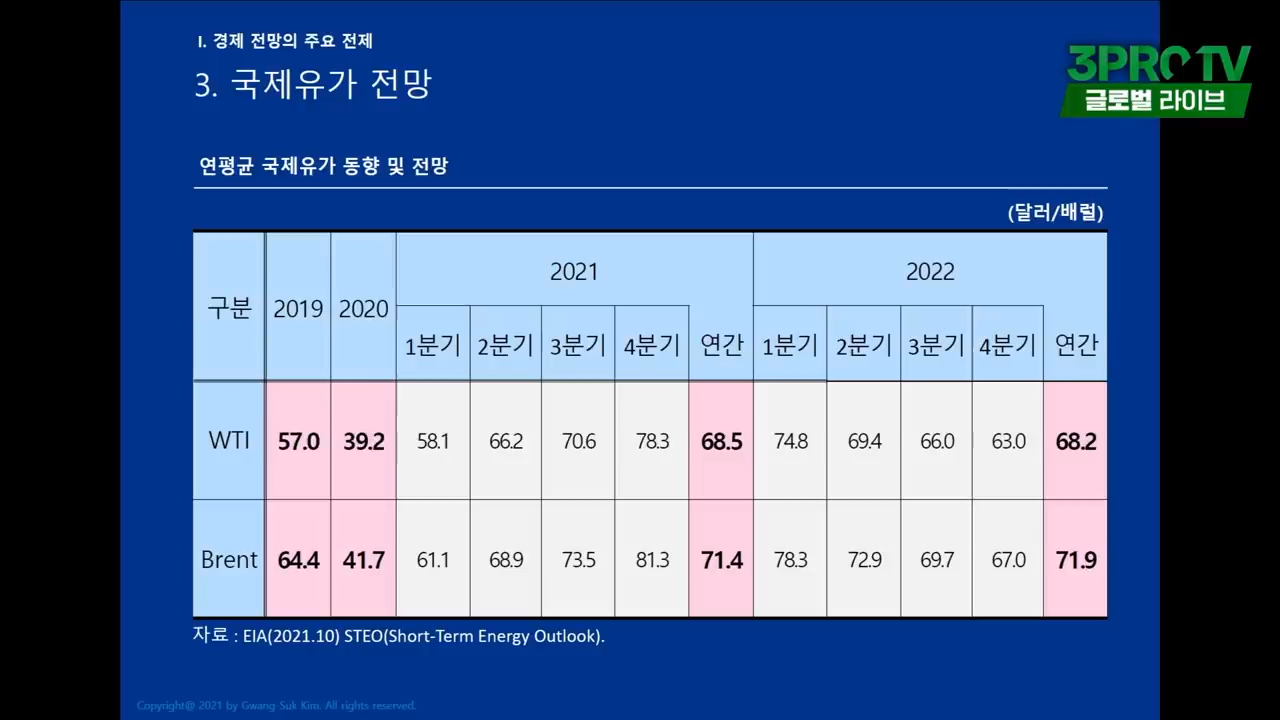 I. 경제 전망의 주요 전제
3. 국제유가 전망
3PRO TV
글로벌 라이브
연평균 국제유가 동향 및 전망
(달러/배럴)
구분 2019 2020 2021 2022
1분기 2분기 3분기 4분기 연간 1분기 2분기 3분기 4분기 연간
WTI 57.0 39.2 58.1 66.2 70.6 78.3 68.5 74.8 69.4 66.0 63.0 68.2
Brent 64.4 41.7 61.1 68.9 73.5 81.3 71.4 78.3 72.9 69.7 67.0 71.9
자료 : EIA(2021.10) STEO(Short-Term Energy Outlook).
Copyright@ 2021 by Gwang-Suk Kim. All rights reserved.